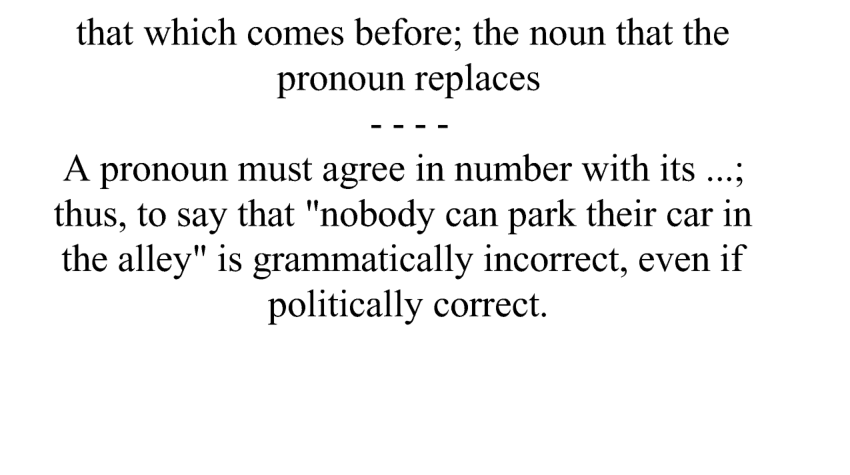 that which comes before; the noun that the
pronoun replaces
- - - -
A pronoun must agree in number with its ...;
thus, to say that "nobody can park their car in
the alley" is grammatically incorrect, even if
politically correct.